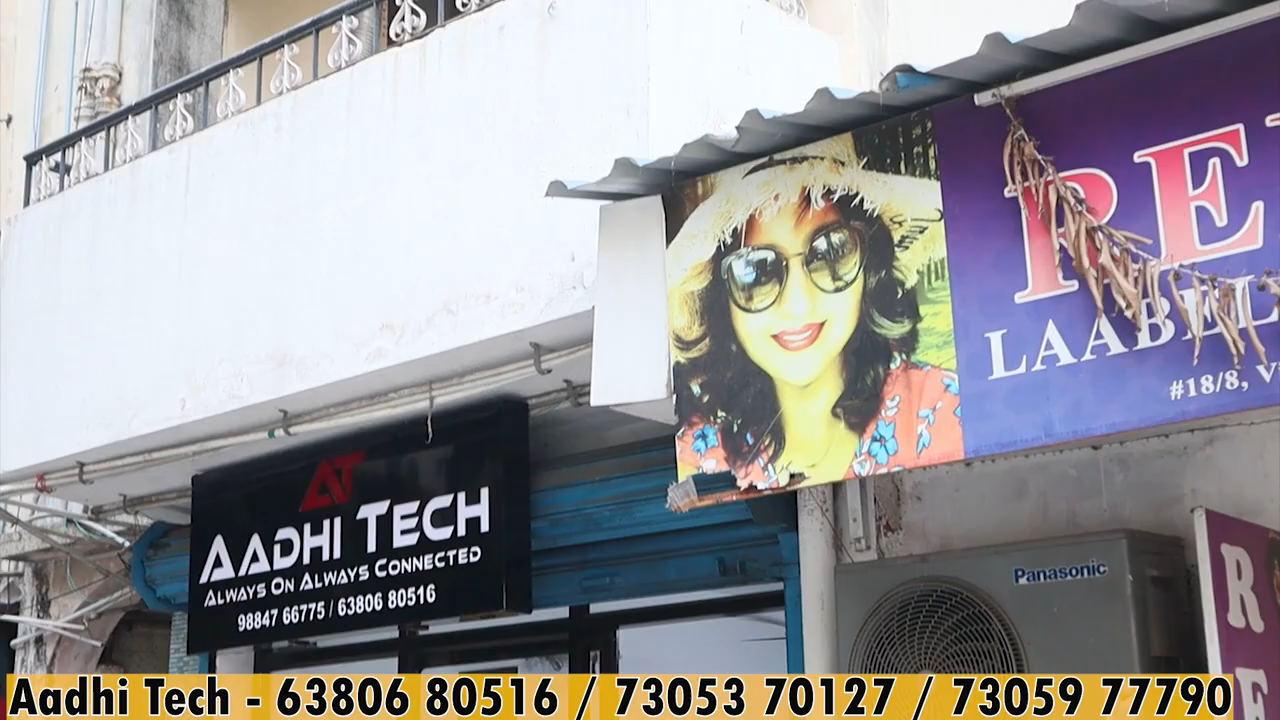 AT
AADHI TECH
ALWAYS ON ALWAYS CONNECTED
98847 66775 / 63806 80516
RE
LAABEL
#18/8,
Panasonic
R
E
Aadhi Tech - 63806 80516 / 73053 70127 / 73059 77790